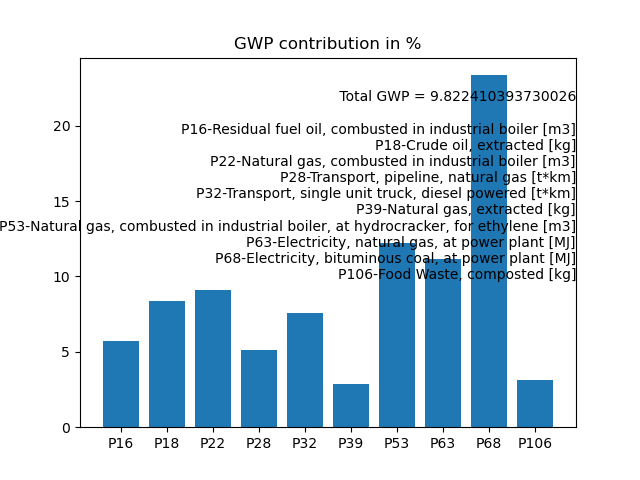 GWP contribution in %
Total GWP = 9.822410393730026
P16-Residual fuel oil, combusted in industrial boiler [m3]
P18-Crude oil, extracted [kg]
P22-Natural gas, combusted in industrial boiler [m3]
P28-Transport, pipeline, natural gas [t*km]
P32-Transport, single unit truck, diesel powered [t*km]
P39-Natural gas, extracted [kg]
P53-Natural gas, combusted in industrial boiler, at hydrocracker, for ethylene [m3]
P63-Electricity, natural gas, at power plant [MJ]
P68-Electricity, bituminous coal, at power plant [MJ]
P106-Food Waste, composted [kg]
20
15
10
5
0
P16 P18 P22 P28 P32 P39 P53 P63 P68 P106